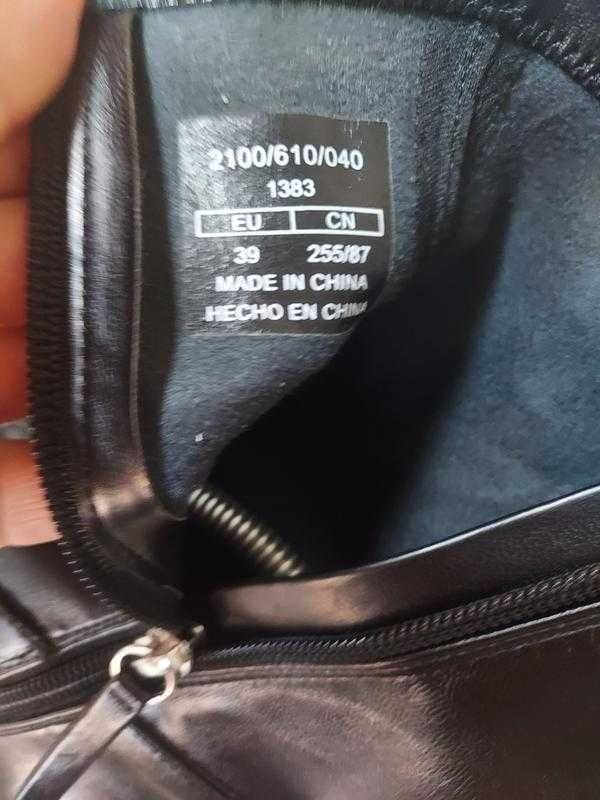 2100/610/040
1383
EU CN
39 255/87
MADE IN CHINA
HECHO EN CHINA